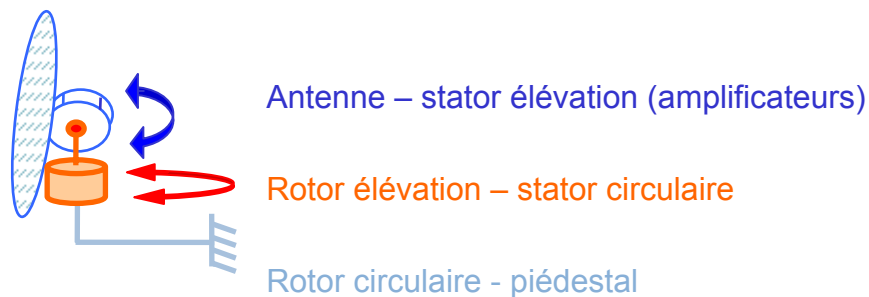 Antenne – stator élévation (amplificateurs)
Rotor élévation – stator circulaire
Rotor circulaire - piédestal